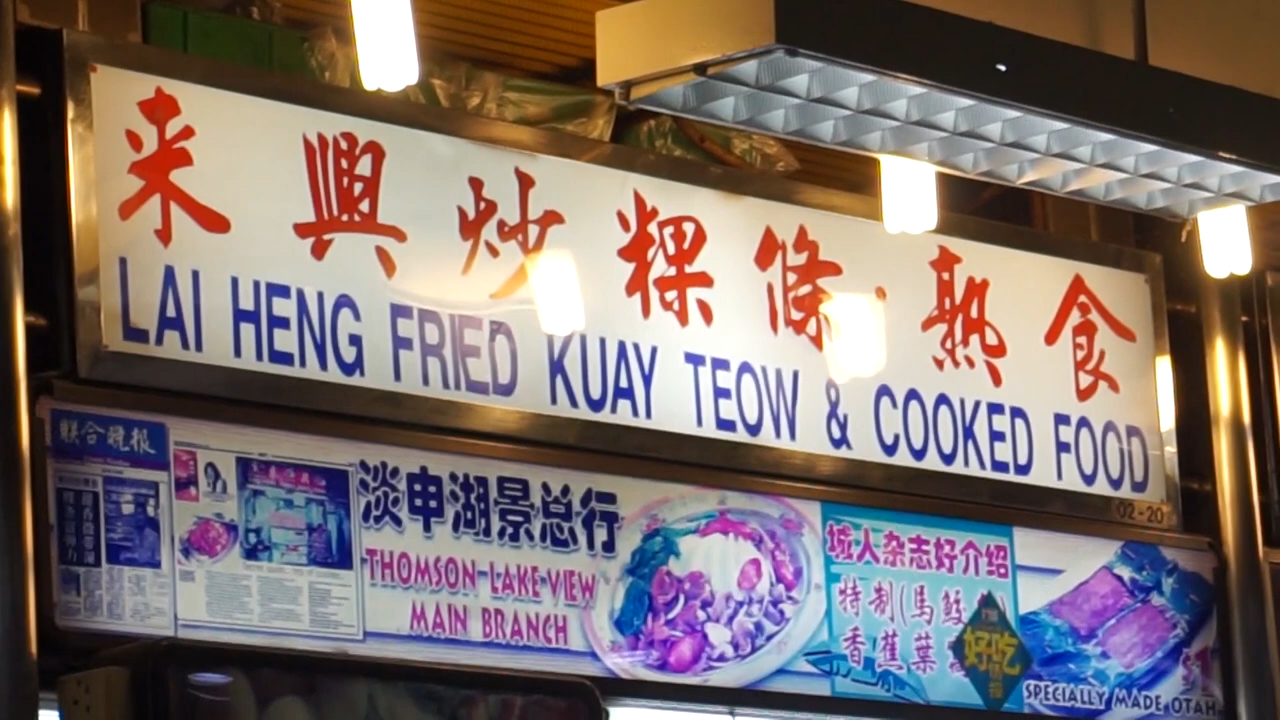 来興炒粿條·熟食
LAI HENG FRIED KUAY TEOW & COOKED FOOD
02-20
联合晚报
淡申湖景总行
THOMSON-LAKE VIEW
MAIN BRANCH
城人杂志好介绍
特制(馬鮫
香蕉葉
好吃
SPECIALLY MADE OTAH